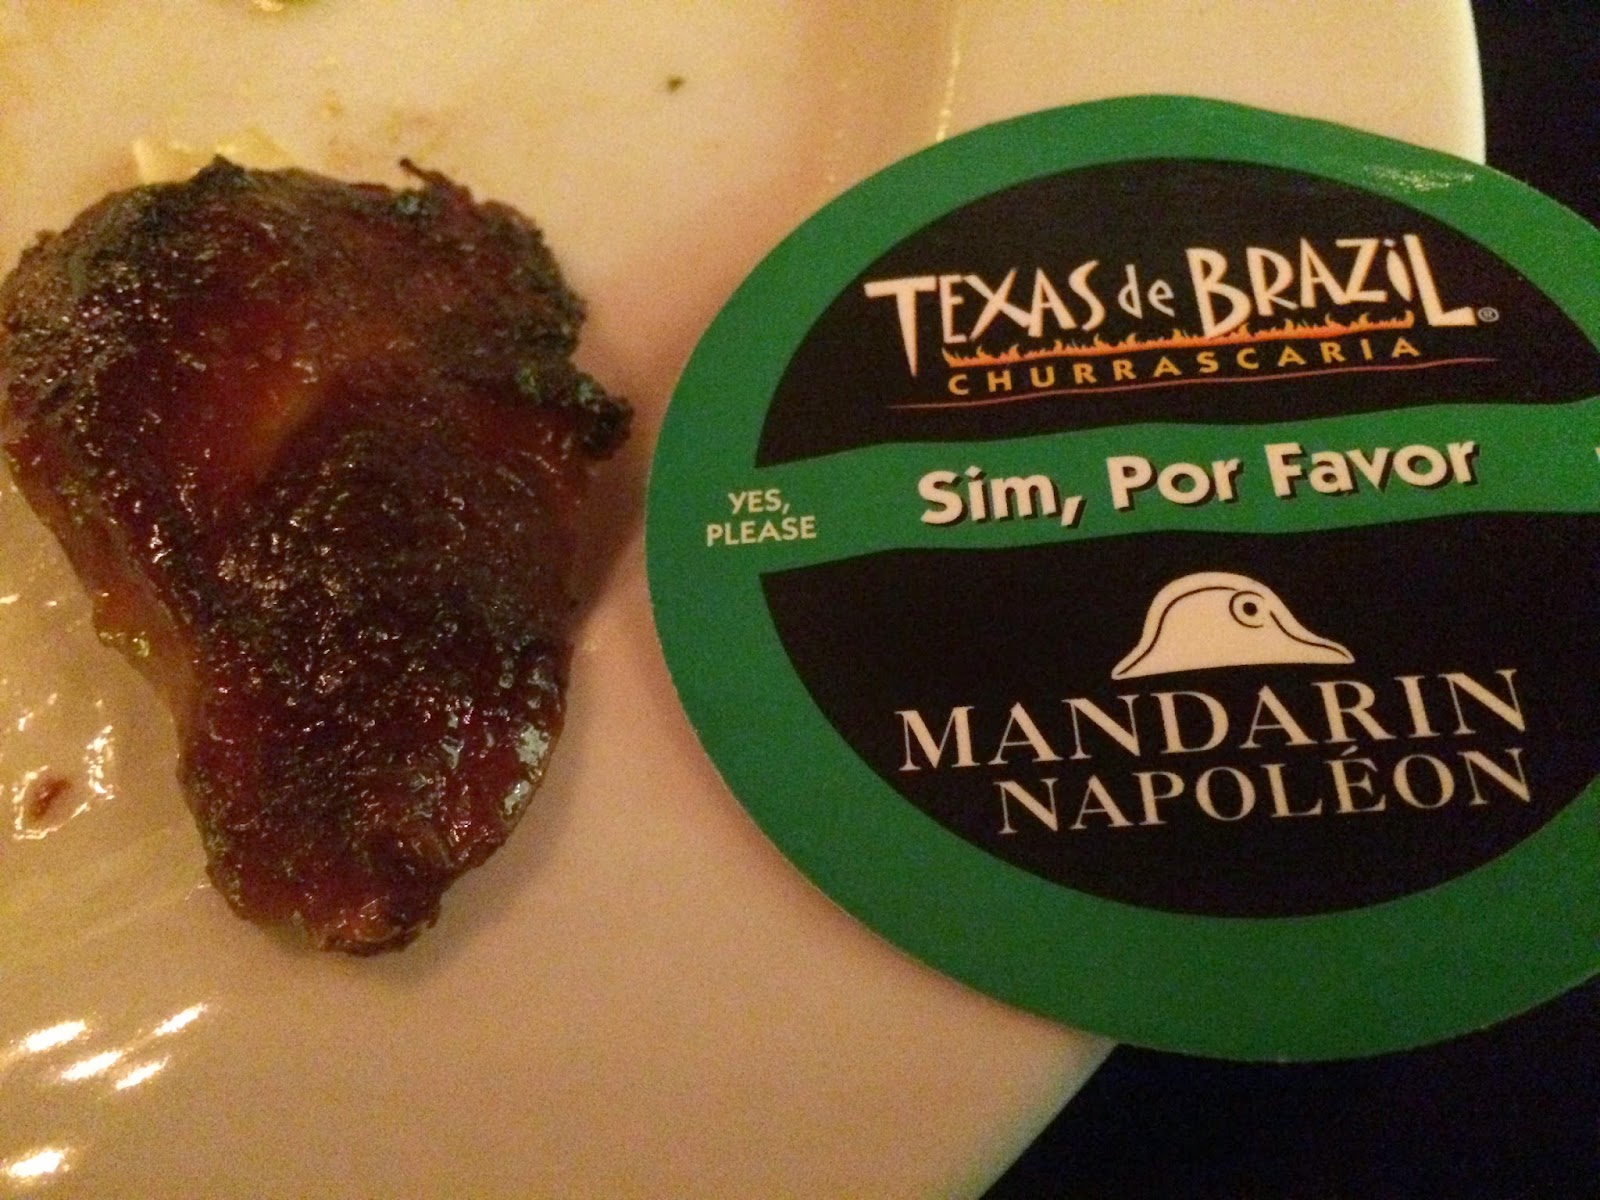 TEXAS de BRAZIL®
CHURRASCARIA
YES,
PLEASE
Sim, Por Favor
MANDARIN
NAPOLÉON